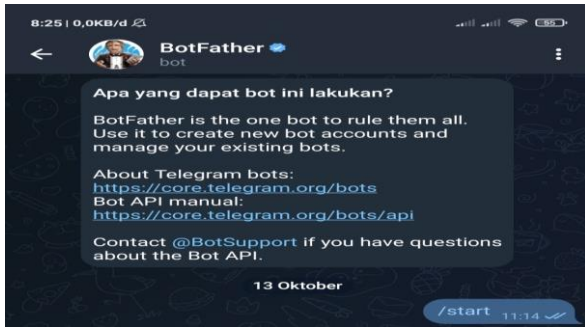 8:25 | 0,0KB/d
55
BotFather
bot
Apa yang dapat bot ini lakukan?
BotFather is the one bot to rule them all.
Use it to create new bot accounts and
manage your existing bots.
About Telegram bots:
https://core.telegram.org/bots
Bot API manual:
https://core.telegram.org/bots/api
Contact @BotSupport if you have questions
about the Bot API.
13 Oktober
/start 11:14